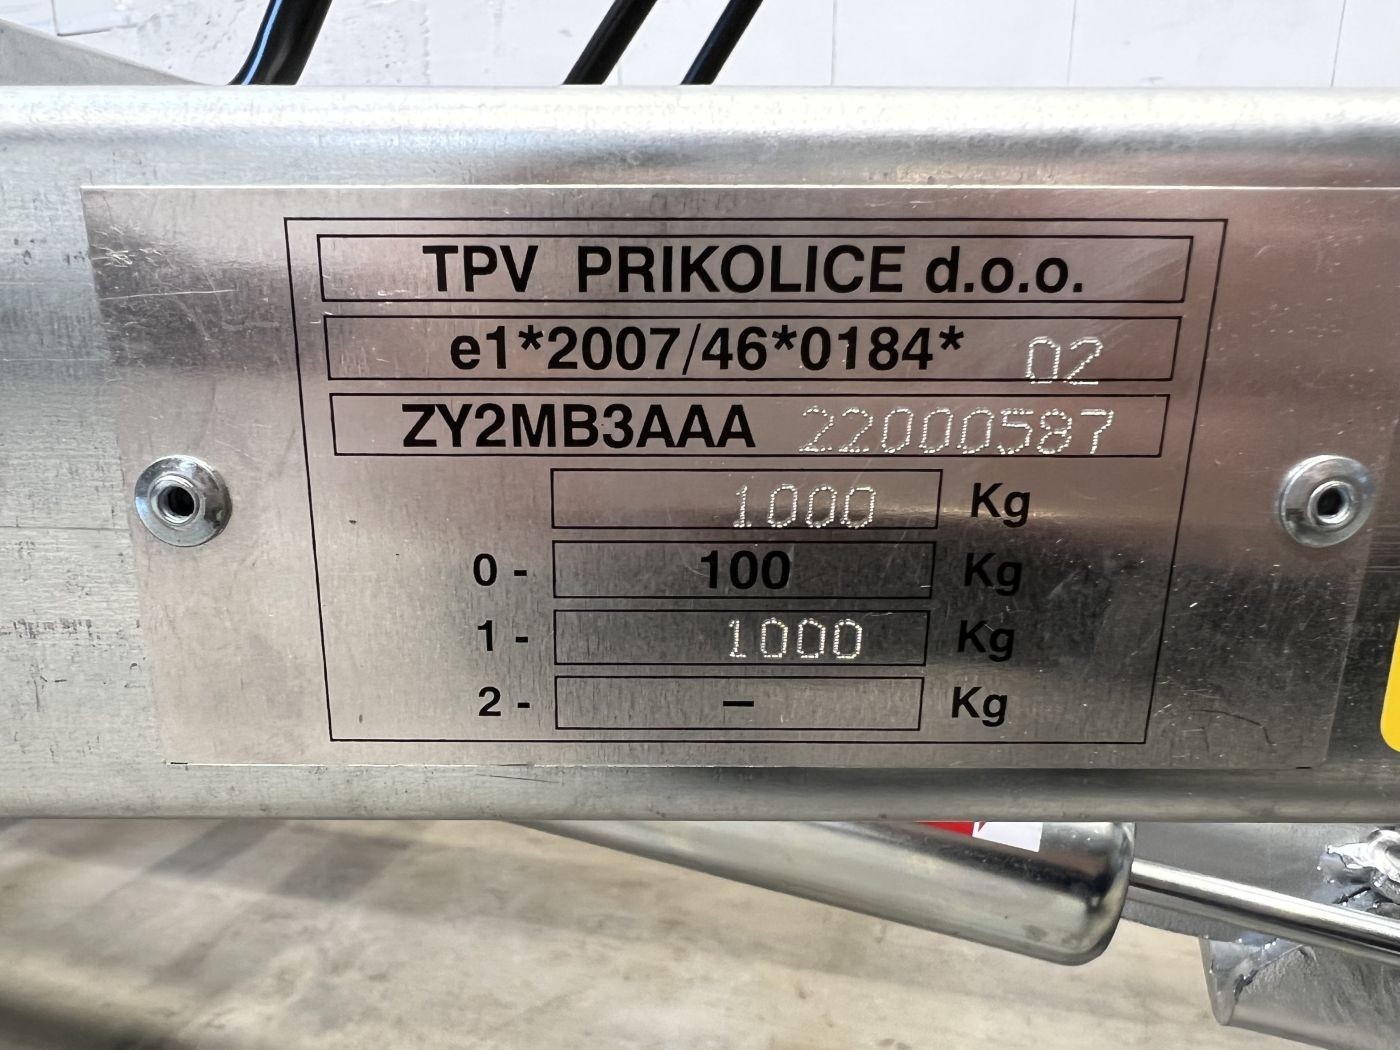 TPV PRIKOLICE d.o.o.
e1*2007/46*0184* 02
ZY2MB3AAA 22000587
1000 Kg
0 - 100 Kg
1 - 1000 Kg
2 - – Kg